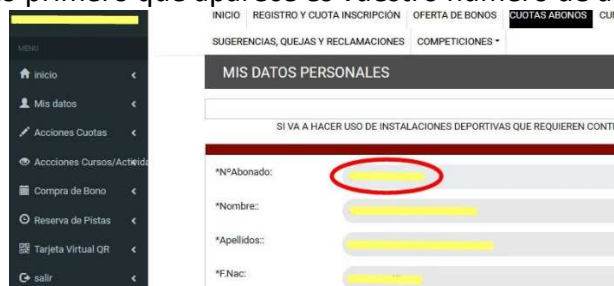 primero que aparece es vuestro número de a
INICIO REGISTRO Y CUOTA INSCRIPCIÓN OFERTA DE BONOS CUOTAS ABONOS CU
SUGERENCIAS, QUEJAS Y RECLAMACIONES COMPETICIONES
MENU
MIS DATOS PERSONALES
inicio
Mis datos
SI VA A HACER USO DE INSTALACIONES DEPORTIVAS QUE REQUIEREN CONT
Acciones Cuotas
Accciones Cursos/Activida
*NºAbonado:
Compra de Bono
*Nombre::
Reserva de Pistas
*Apellidos::
Tarjeta Virtual QR
*F.Nac:
salir